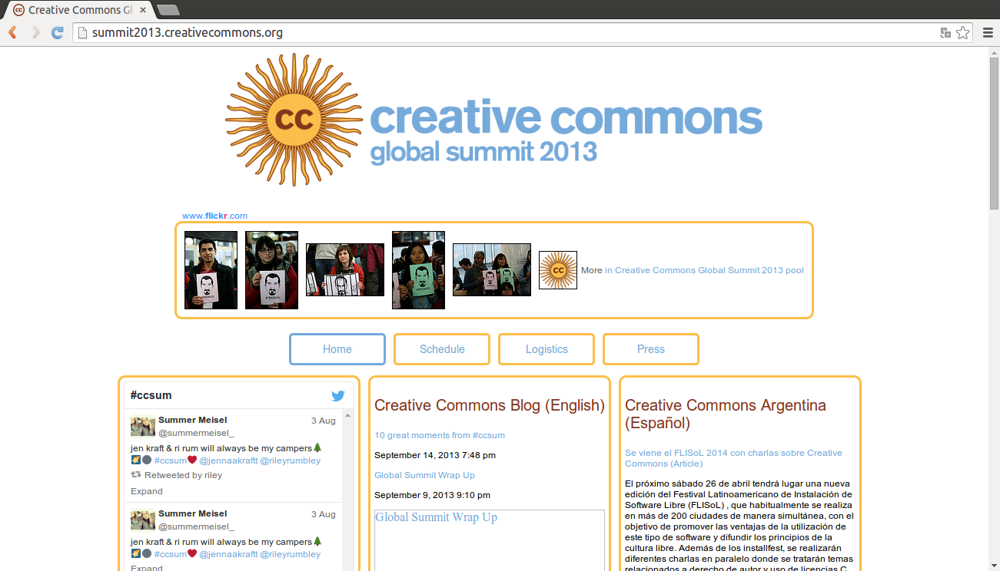 Creative Commons Gl
summit2013.creativecommons.org
cc
creative commons
global summit 2013
www.flickr.com
CC
More in Creative Commons Global Summit 2013 pool
Home
Schedule
Logistics
Press
#ccsum
Summer Meisel
3 Aug
@summermeisel_
jen kraft & ri rum will always be my campers
#ccsum @jennaakraftt @rileyrumbley
Retweeted by riley
Expand
Summer Meisel
3 Aug
@summermeisel_
jen kraft & ri rum will always be my campers
#ccsum @jennaakraftt @rileyrumbley
Expand
Creative Commons Blog (English)
10 great moments from #ccsum
September 14, 2013 7:48 pm
Global Summit Wrap Up
September 9, 2013 9:10 pm
Global Summit Wrap Up
Creative Commons Argentina
(Español)
Se viene el FLISoL 2014 con charlas sobre Creative
Commons (Article)
El próximo sábado 26 de abril tendrá lugar una nueva
edición del Festival Latinoamericano de Instalación de
Software Libre (FLISoL) , que habitualmente se realiza
en más de 200 ciudades de manera simultánea, con el
objetivo de promover las ventajas de la utilización de
este tipo de software y difundir los principios de la
cultura libre. Además de los installfest, se realizarán
diferentes charlas en paralelo donde se tratarán temas
relacionados a derecho de autor y uso de licencias C